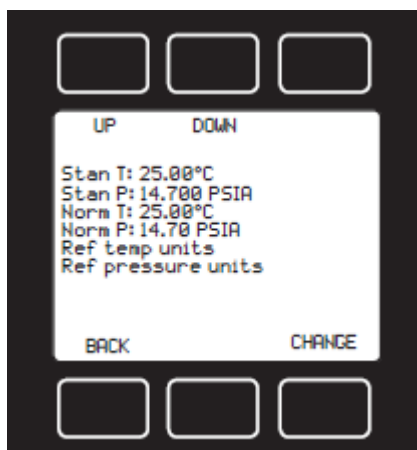 UP DOWN
Stan T: 25.00°C
Stan P: 14.700 PSIA
Norm T: 25.00°C
Norm P: 14.70 PSIA
Ref temp units
Ref pressure units
BACK CHANGE